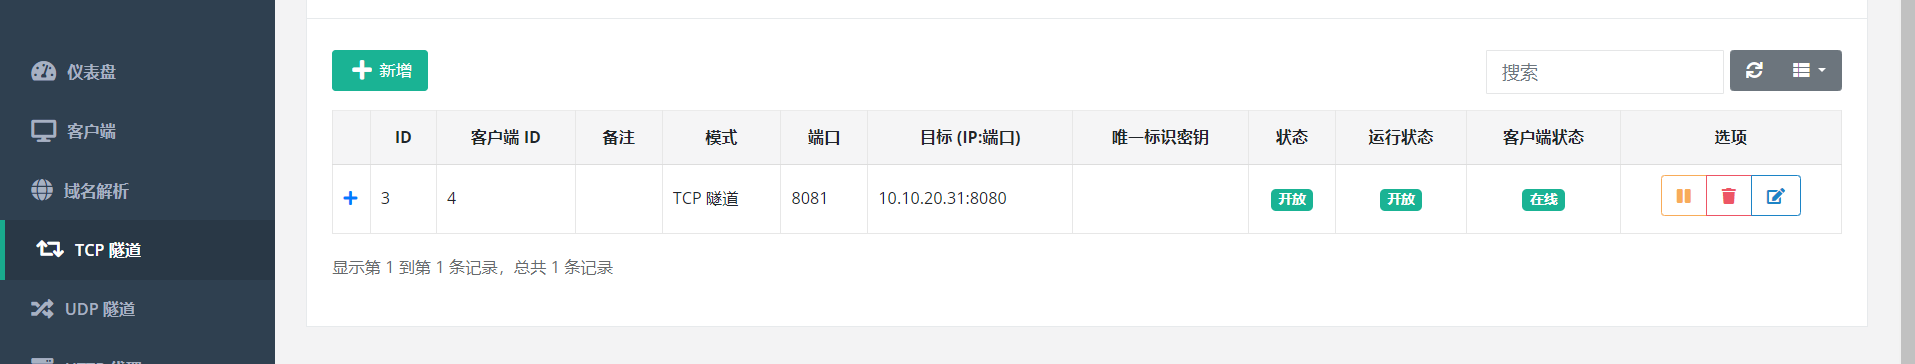 仪表盘
客户端
域名解析
TCP 隧道
UDP 隧道
新增
搜索
ID 客户端 ID 备注 模式 端口 目标 (IP:端口) 唯一标识密钥 状态 运行状态 客户端状态 选项
3 4 TCP 隧道 8081 10.10.20.31:8080 开放 开放 在线
显示第 1 到第 1 条记录，总共 1 条记录